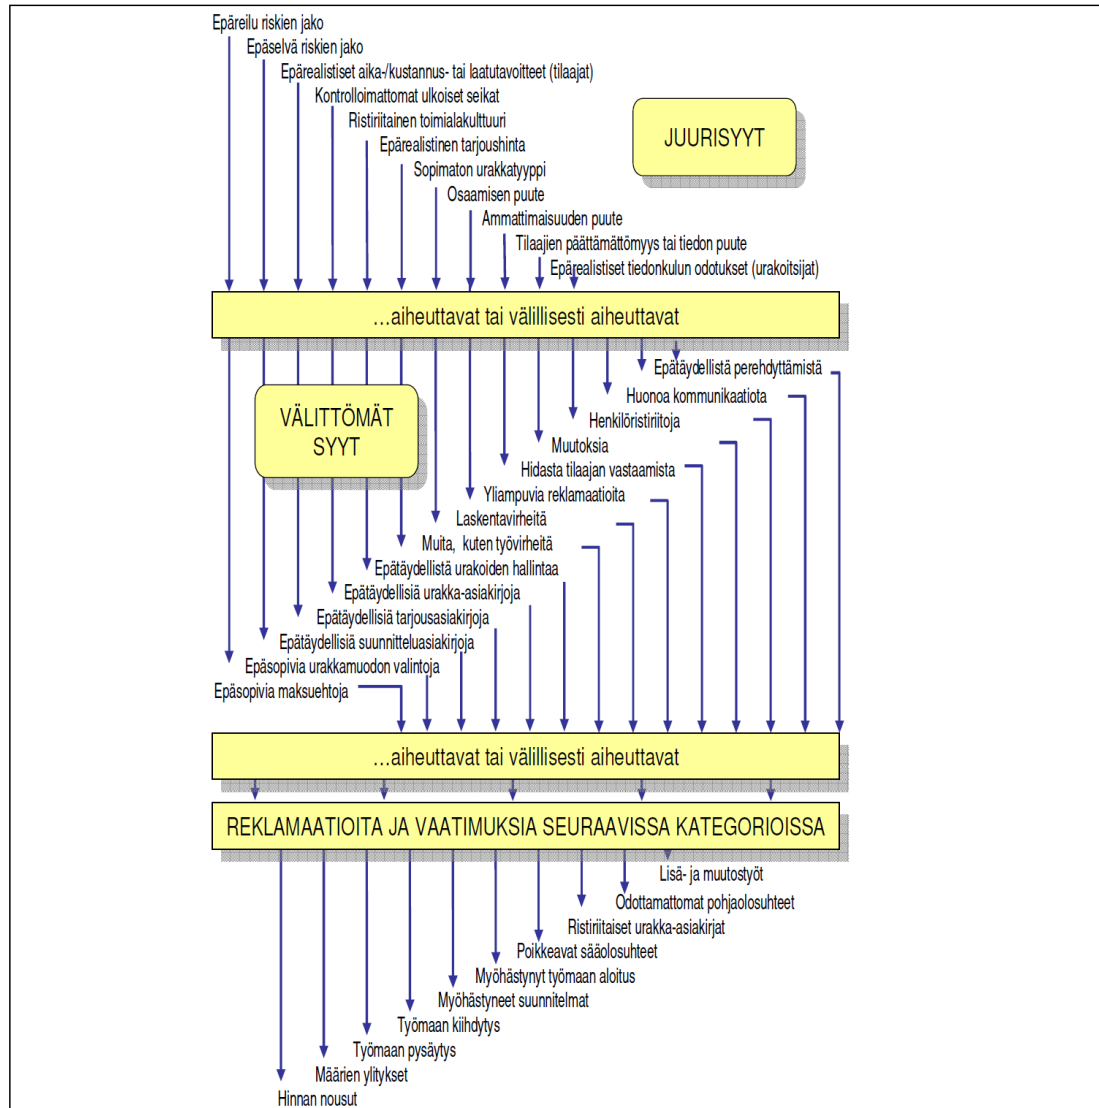 Epäreilu riskien jako
Epäselvä riskien jako
Epärealistiset aika-/kustannus- tai laatutavoitteet (tilaajat)
Kontrolloimattomat ulkoiset seikat
Ristiriitainen toimialakulttuuri
Epärealistinen tarjoushinta
Sopimaton urakkatyyppi
Osaamisen puute
Ammattimaisuuden puute
Tilaajien päättämättömyys tai tiedon puute
Epärealistiset tiedonkulun odotukset (urakoitsijat)
JUURISYYT
...aiheuttavat tai välillisesti aiheuttavat
Epätäydellistä perehdyttämistä
Huonoa kommunikaatiota
Henkilöristiriitoja
Muutoksia
Hidasta tilaajan vastaamista
Yliampuvia reklamaatioita
Laskentavirheitä
Muita, kuten työvirheitä
Epätäydellistä urakoiden hallintaa
Epätäydellisiä urakka-asiakirjoja
Epätäydellisiä tarjousasiakirjoja
Epätäydellisiä suunnitteluasiakirjoja
Epäsopivia urakkamuodon valintoja
Epäsopivia maksuehtoja
VÄLITTÖMÄT
SYYT
...aiheuttavat tai välillisesti aiheuttavat
REKLAMAATIOITA JA VAATIMUKSIA SEURAAVISSA KATEGORIOISSA
Lisä- ja muutostyöt
Odottamattomat pohjaolosuhteet
Ristiriitaiset urakka-asiakirjat
Poikkeavat sääolosuhteet
Myöhästynyt työmaan aloitus
Myöhästyneet suunnitelmat
Työmaan kiihdytys
Työmaan pysäytys
Määrien ylitykset
Hinnan nousut